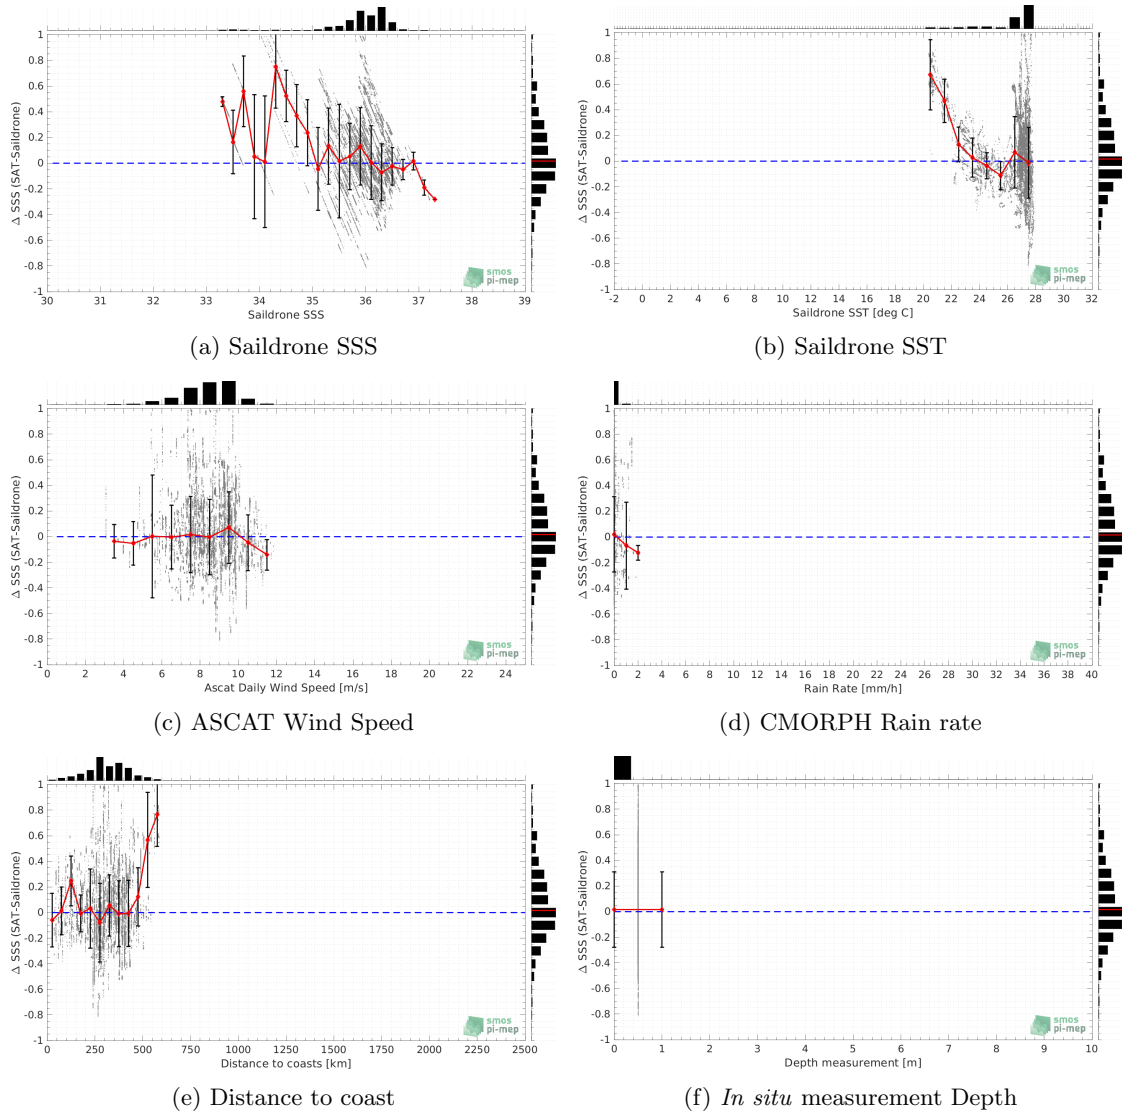 1
0.8
0.6
0.4
0.2
0
-0.2
-0.4
-0.6
-0.8
-1
Δ SSS (SAT-Saildrone)
30 31 32 33 34 35 36 37 38 39
Saildrone SSS
smos
pi-mep
(a) Saildrone SSS
1
0.8
0.6
0.4
0.2
0
-0.2
-0.4
-0.6
-0.8
-1
Δ SSS (SAT-Saildrone)
-2 0 2 4 6 8 10 12 14 16 18 20 22 24 26 28 30 32
Saildrone SST [deg C]
smos
pi-mep
(b) Saildrone SST
1
0.8
0.6
0.4
0.2
0
-0.2
-0.4
-0.6
-0.8
-1
Δ SSS (SAT-Saildrone)
0 2 4 6 8 10 12 14 16 18 20 22 24
Ascat Daily Wind Speed [m/s]
smos
pi-mep
(c) ASCAT Wind Speed
1
0.8
0.6
0.4
0.2
0
-0.2
-0.4
-0.6
-0.8
-1
Δ SSS (SAT-Saildrone)
0 2 4 6 8 10 12 14 16 18 20 22 24 26 28 30 32 34 36 38 40
Rain Rate [mm/h]
smos
pi-mep
(d) CMORPH Rain rate
1
0.8
0.6
0.4
0.2
0
-0.2
-0.4
-0.6
-0.8
-1
Δ SSS (SAT-Saildrone)
0 250 500 750 1000 1250 1500 1750 2000 2250 2500
Distance to coasts [km]
smos
pi-mep
(e) Distance to coast
1
0.8
0.6
0.4
0.2
0
-0.2
-0.4
-0.6
-0.8
-1
Δ SSS (SAT-Saildrone)
0 1 2 3 4 5 6 7 8 9 10
Depth measurement [m]
smos
pi-mep
(f) In situ measurement Depth